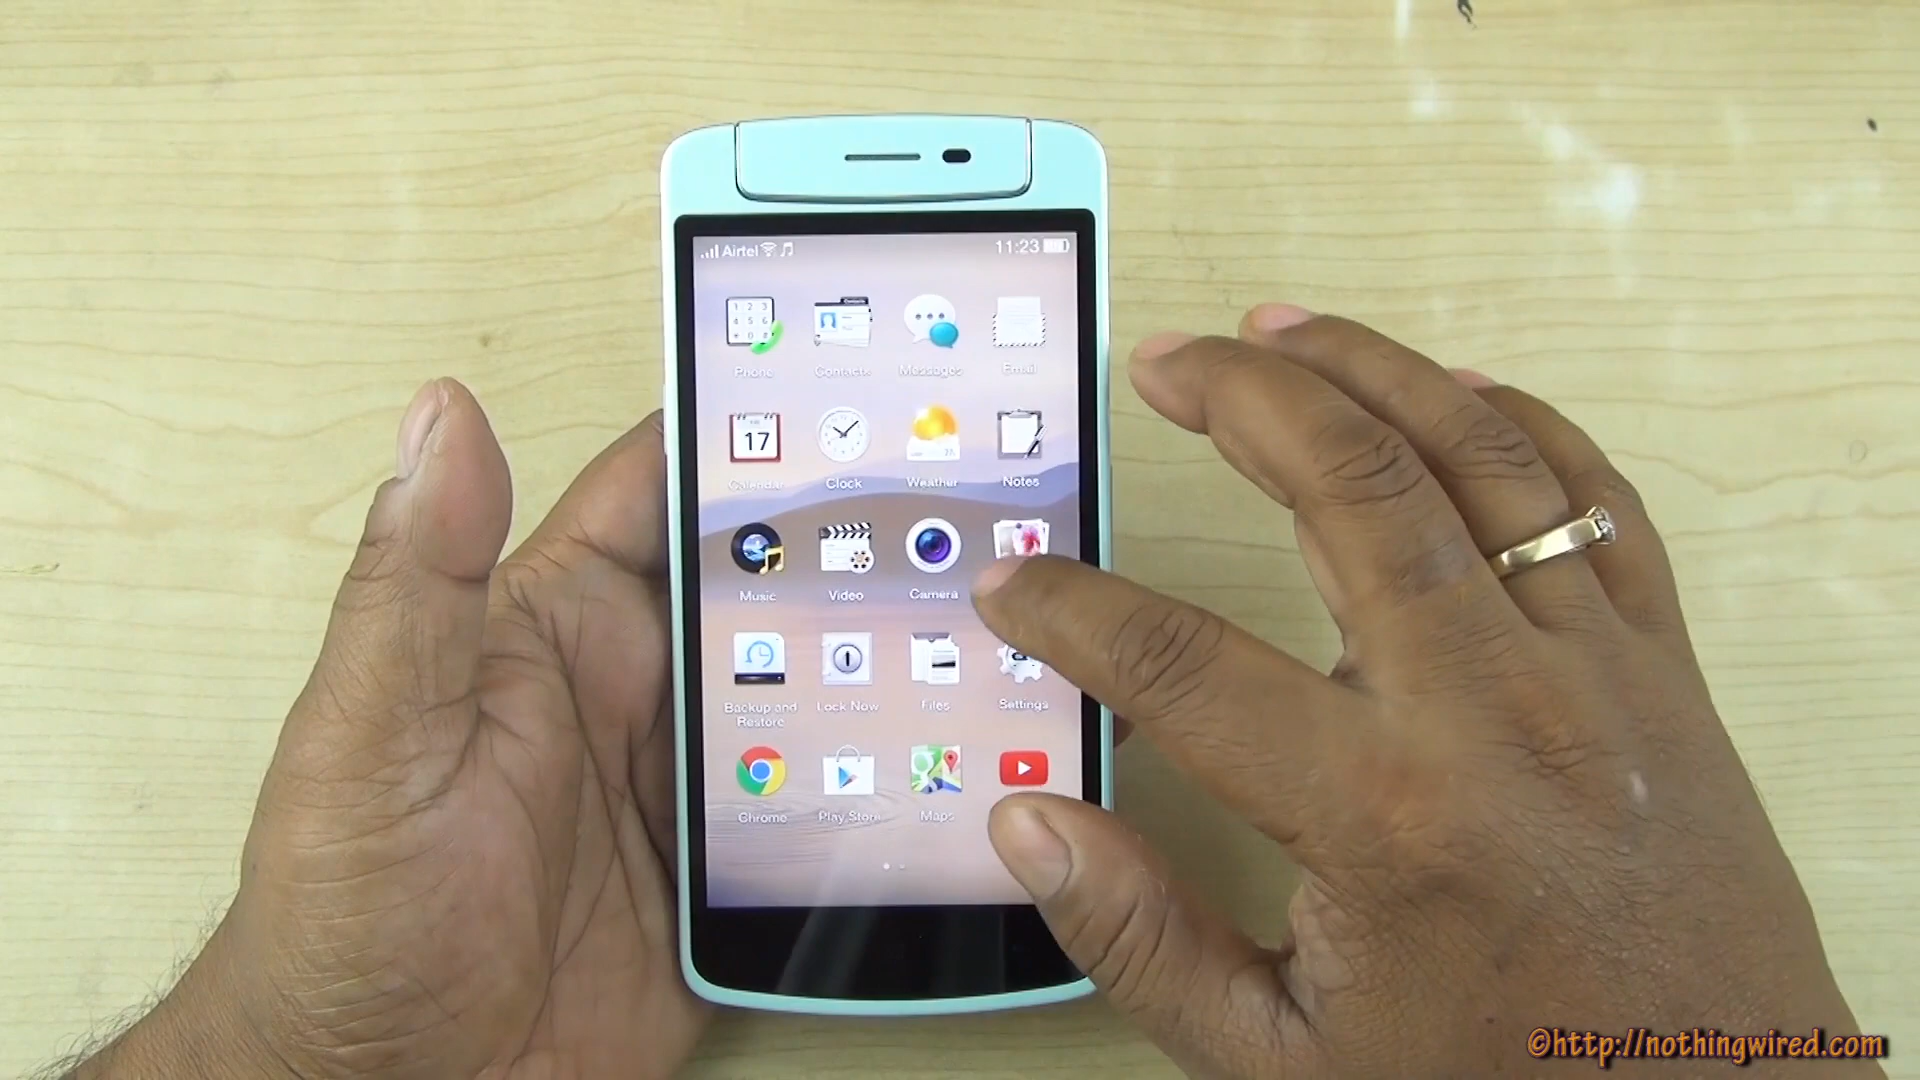 Airtel 11:23
Phone Contacts Messages Email
17
Calendar Clock Weather Notes
Music Video Camera
Backup and Lock Now Files Settings
Restore
Chrome Play Store Maps
©http://nothingwired.com